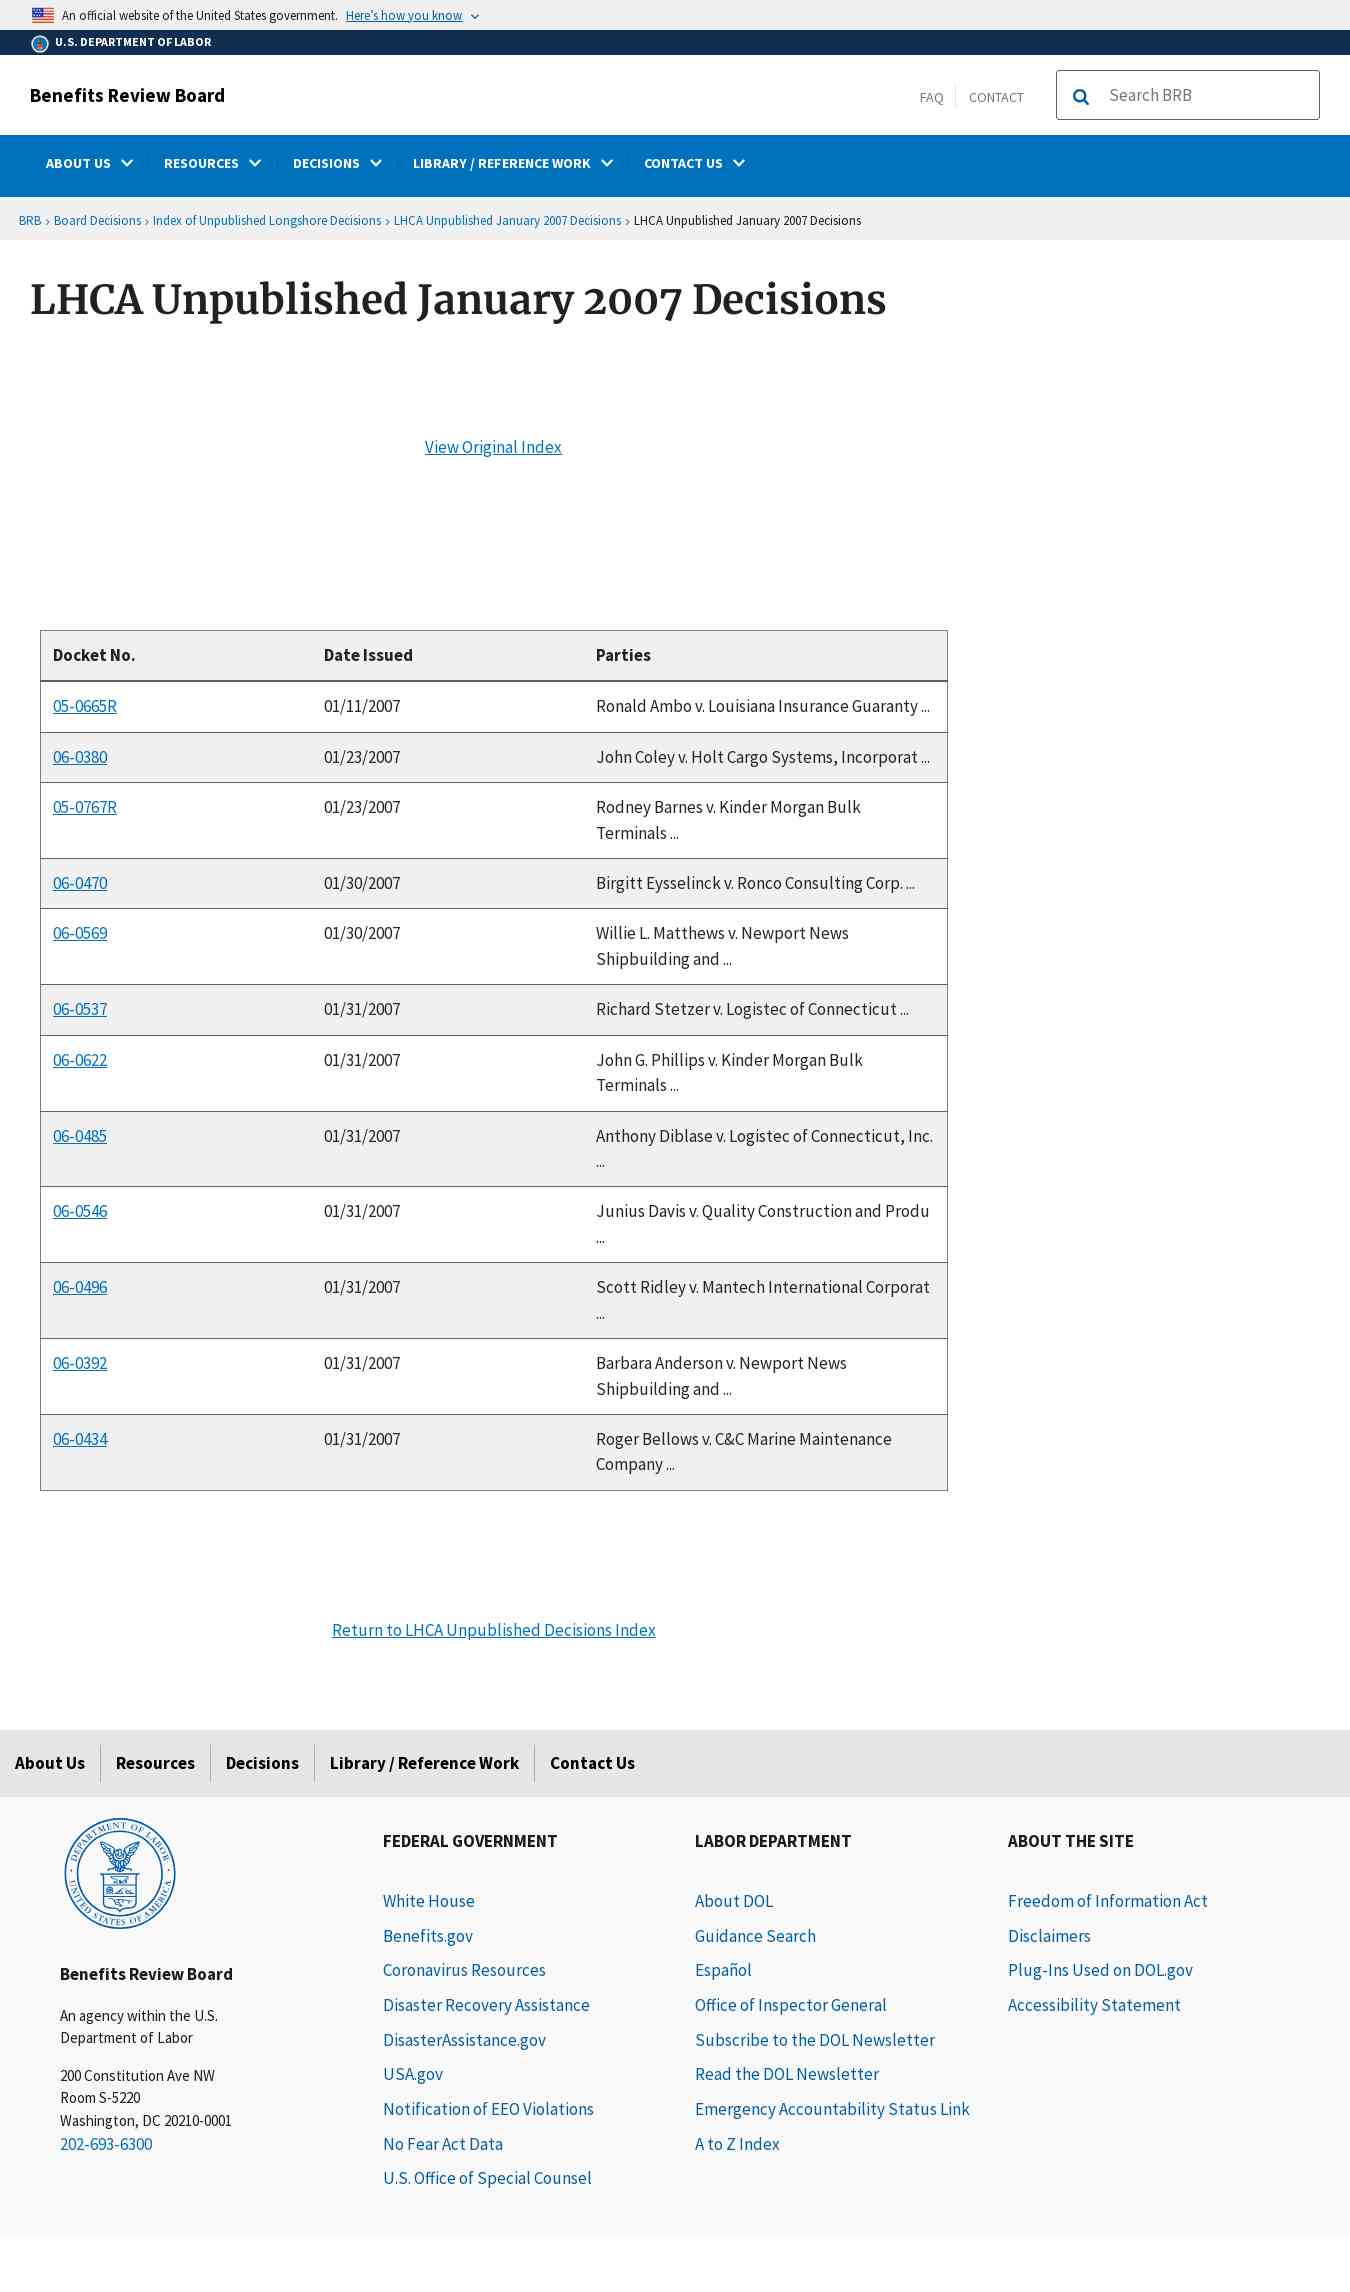 An official website of the United States government. Here's how you know
U.S. DEPARTMENT OF LABOR
Benefits Review Board
FAQ
CONTACT
Search BRB
ABOUT US
RESOURCES
DECISIONS
LIBRARY / REFERENCE WORK
CONTACT US
BRB › Board Decisions › Index of Unpublished Longshore Decisions › LHCA Unpublished January 2007 Decisions › LHCA Unpublished January 2007 Decisions
LHCA Unpublished January 2007 Decisions
View Original Index
Docket No. Date Issued Parties
05-0665R 01/11/2007 Ronald Ambo v. Louisiana Insurance Guaranty ...
06-0380 01/23/2007 John Coley v. Holt Cargo Systems, Incorporat ...
05-0767R 01/23/2007 Rodney Barnes v. Kinder Morgan Bulk
Terminals ...
06-0470 01/30/2007 Birgitt Eysselinck v. Ronco Consulting Corp. ...
06-0569 01/30/2007 Willie L. Matthews v. Newport News
Shipbuilding and ...
06-0537 01/31/2007 Richard Stetzer v. Logistec of Connecticut ...
06-0622 01/31/2007 John G. Phillips v. Kinder Morgan Bulk
Terminals ...
06-0485 01/31/2007 Anthony Diblase v. Logistec of Connecticut, Inc.
...
06-0546 01/31/2007 Junius Davis v. Quality Construction and Produ
...
06-0496 01/31/2007 Scott Ridley v. Mantech International Corporat
...
06-0392 01/31/2007 Barbara Anderson v. Newport News
Shipbuilding and ...
06-0434 01/31/2007 Roger Bellows v. C&C Marine Maintenance
Company ...
Return to LHCA Unpublished Decisions Index
About Us
Resources
Decisions
Library / Reference Work
Contact Us
DEPARTMENT OF LABOR
UNITED STATES OF AMERICA
Benefits Review Board
An agency within the U.S.
Department of Labor
200 Constitution Ave NW
Room S-5220
Washington, DC 20210-0001
202-693-6300
FEDERAL GOVERNMENT
White House
Benefits.gov
Coronavirus Resources
Disaster Recovery Assistance
DisasterAssistance.gov
USA.gov
Notification of EEO Violations
No Fear Act Data
U.S. Office of Special Counsel
LABOR DEPARTMENT
About DOL
Guidance Search
Español
Office of Inspector General
Subscribe to the DOL Newsletter
Read the DOL Newsletter
Emergency Accountability Status Link
A to Z Index
ABOUT THE SITE
Freedom of Information Act
Disclaimers
Plug-Ins Used on DOL.gov
Accessibility Statement